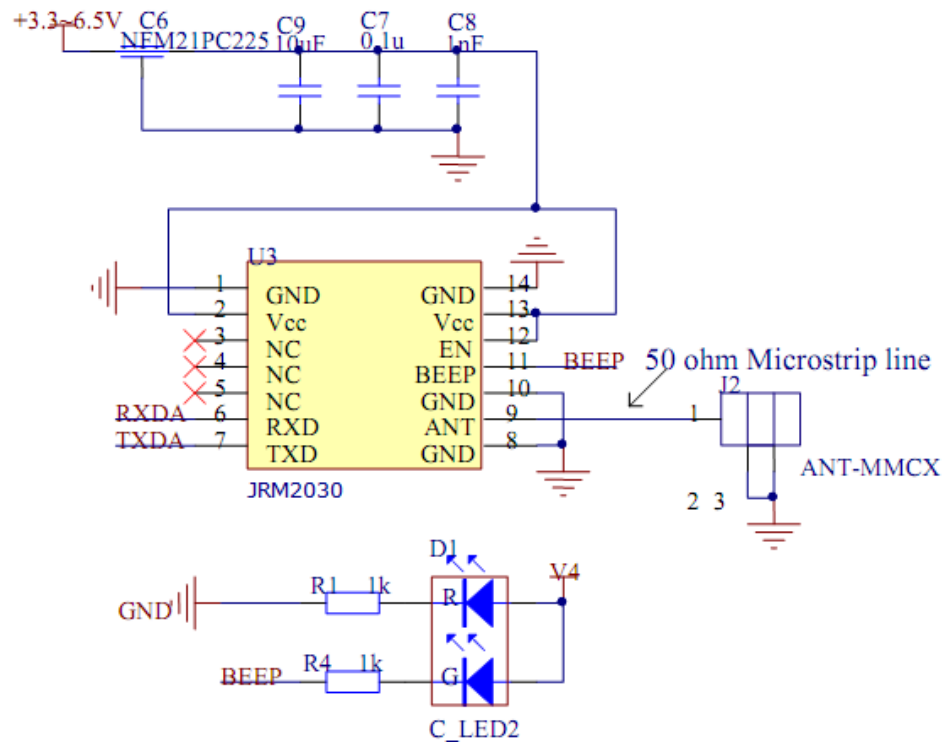 +3.3~6.5V
C6
NFM21PC225
C9
10uF
C7
0.1u
C8
1nF
U3
1
GND
2
Vcc
3
NC
4
NC
5
NC
RXDA
6
RXD
TXDA
7
TXD
14
GND
13
Vcc
12
EN
11
BEEP
BEEP
10
GND
9
ANT
8
GND
JRM2030
50 ohm Microstrip line
J2
1
ANT-MMCX
2 3
D1
V4
R1 1k
R
GND
R4 1k
BEEP
G
C_LED2